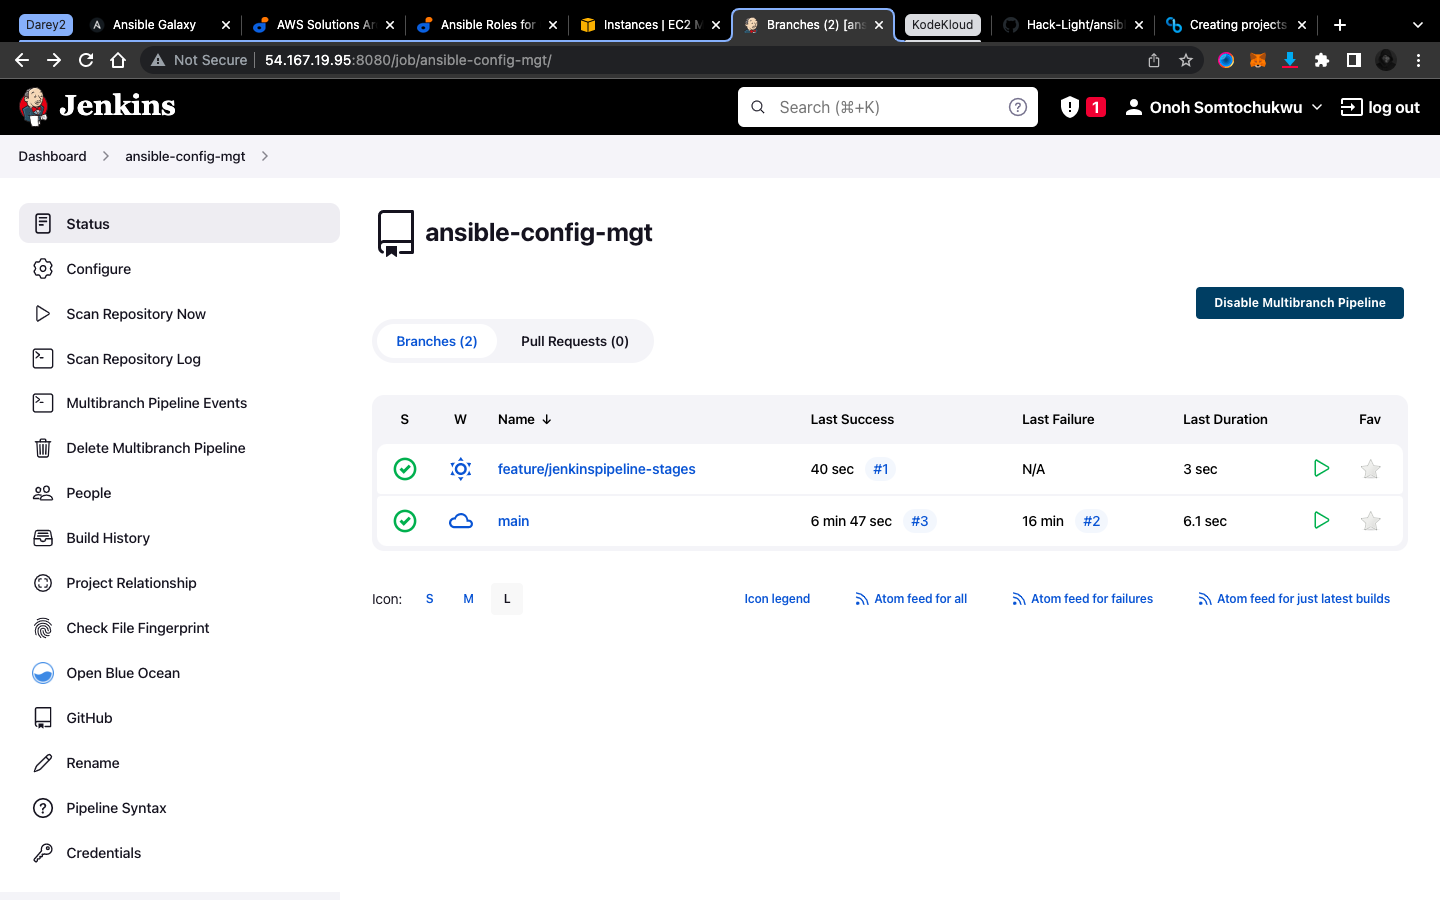 Darey2 Ansible Galaxy AWS Solutions Ar Ansible Roles for Instances | EC2 M Branches (2) [ans KodeKloud Hack-Light/ansib Creating projects
Not Secure 54.167.19.95:8080/job/ansible-config-mgt/
Jenkins Search (⌘+K) 1 Onoh Somtochukwu log out
Dashboard ansible-config-mgt
Status
Configure
Scan Repository Now
Scan Repository Log
Multibranch Pipeline Events
Delete Multibranch Pipeline
People
Build History
Project Relationship
Check File Fingerprint
Open Blue Ocean
GitHub
Rename
Pipeline Syntax
Credentials
ansible-config-mgt
Disable Multibranch Pipeline
Branches (2) Pull Requests (0)
S W Name ↓ Last Success Last Failure Last Duration Fav
feature/jenkinspipeline-stages 40 sec #1 N/A 3 sec
main 6 min 47 sec #3 16 min #2 6.1 sec
Icon: S M L Icon legend Atom feed for all Atom feed for failures Atom feed for just latest builds